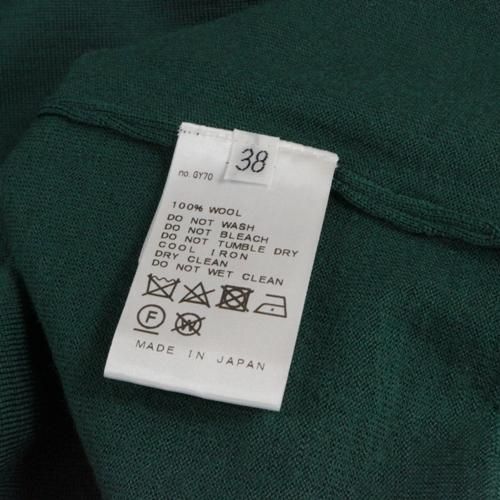 38
no. GY70
100% WOOL
DO NOT WASH
DO NOT BLEACH
DO NOT TUMBLE DRY
COOL IRON
DRY CLEAN
DO NOT WET CLEAN
F W
MADE IN JAPAN